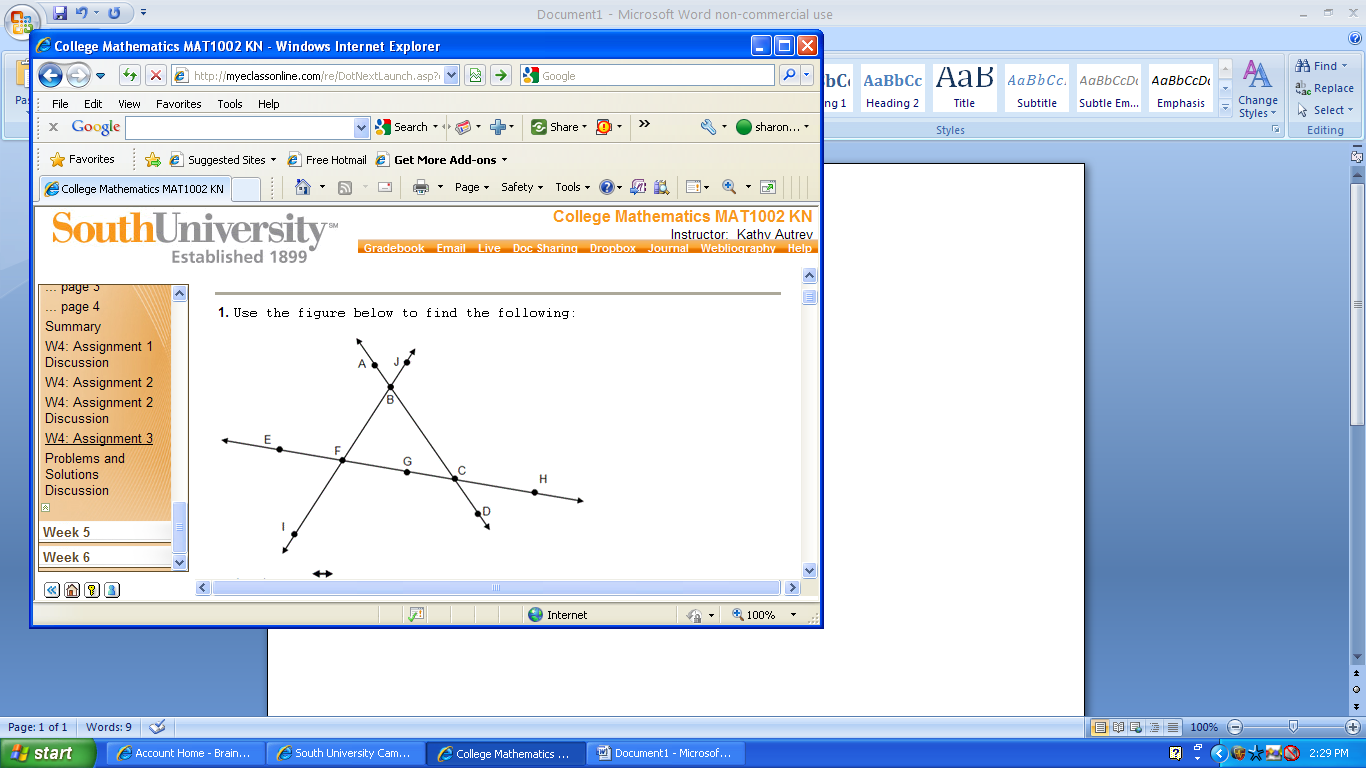 Document1 - Microsoft Word non-commercial use
College Mathematics MAT1002 KN - Windows Internet Explorer
http://myeclassonline.com/re/DotNextLaunch.asp?
Google
File Edit View Favorites Tools Help
x Google Search Share » sharon...
Favorites Suggested Sites Free Hotmail Get More Add-ons
College Mathematics MAT1002 KN
Page Safety Tools
AaBbCc AaB AaBbCc. AaBbCcDc AaBbCcDc
Heading 2 Title Subtitle Subtle Em... Emphasis
Change Styles
Styles
Find
Replace
Select
Editing
SouthUniversity SM
Established 1899
College Mathematics MAT1002 KN
Instructor: Kathy Autrey
Gradebook Email Live Doc Sharing Dropbox Journal Webliography Help
... page 3
... page 4
Summary
W4: Assignment 1
Discussion
W4: Assignment 2
W4: Assignment 2
Discussion
W4: Assignment 3
Problems and
Solutions
Discussion
Week 5
Week 6
1. Use the figure below to find the following:
A J
B
E F G C H
I D
Internet
100%
Page: 1 of 1 Words: 9
100%
start
Account Home - Brain...
South University Cam...
College Mathematics ...
Document1 - Microsof...
2:29 PM